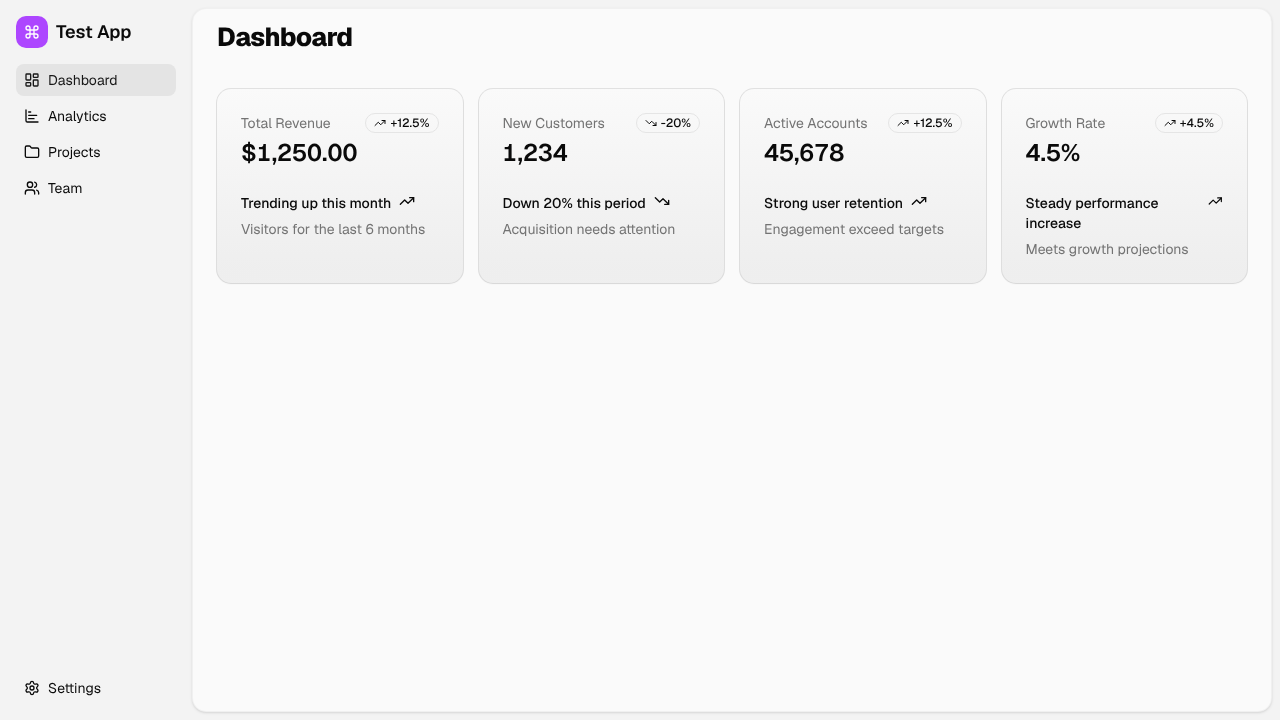 Test App
Dashboard
Analytics
Projects
Team
Settings
Dashboard
Total Revenue
+12.5%
$1,250.00
Trending up this month
Visitors for the last 6 months
New Customers
-20%
1,234
Down 20% this period
Acquisition needs attention
Active Accounts
+12.5%
45,678
Strong user retention
Engagement exceed targets
Growth Rate
+4.5%
4.5%
Steady performance
increase
Meets growth projections